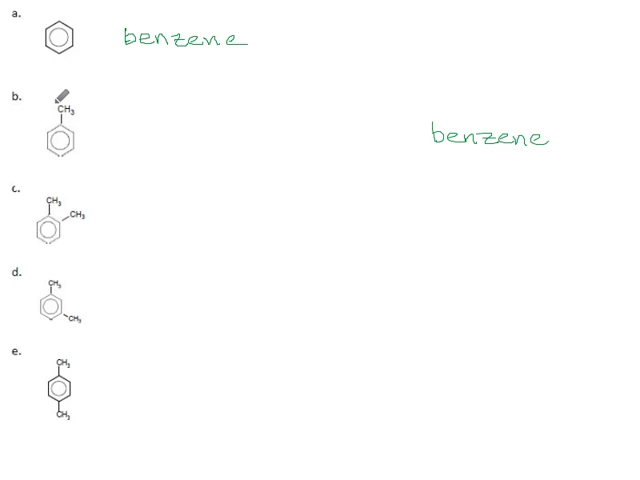 a.
benzene
b.
CH3
benzene
c.
CH3
CH3
d.
CH3
CH3
e.
CH3
CH3